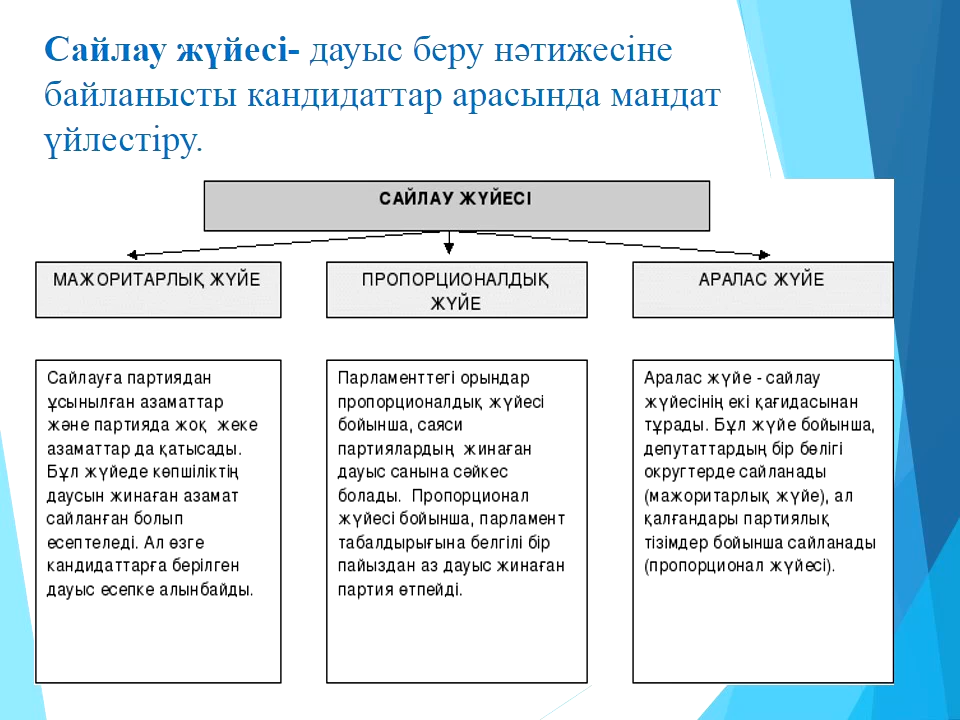 Сайлау жүйесі- дауыс беру нәтижесіне
байланысты кандидаттар арасында мандат
үйлестіру.
САЙЛАУ ЖҮЙЕСІ
МАЖОРИТАРЛЫҚ ЖҮЙЕ
ПРОПОРЦИОНАЛДЫҚ
ЖҮЙЕ
АРАЛАС ЖҮЙЕ
Сайлауға партиядан
ұсынылған азаматтар
және партияда жоқ жеке
азаматтар да қатысады.
Бұл жүйеде көпшіліктің
даусын жинаған азамат
сайланған болып
есептеледі. Ал өзге
кандидаттарға берілген
дауыс есепке алынбайды.
Парламенттегі орындар
пропорционалдық жүйесі
бойынша, саяси
партиялардың жинаған
дауыс санына сәйкес
болады. Пропорционал
жүйесі бойынша, парламент
табалдырығына белгілі бір
пайыздан аз дауыс жинаған
партия өтпейді.
Аралас жүйе - сайлау
жүйесінің екі қағидасынан
тұрады. Бұл жүйе бойынша,
депутаттардың бір бөлігі
округтерде сайланады
(мажоритарлық жүйе), ал
қалғандары партиялық
тізімдер бойынша сайланады
(пропорционал жүйесі).